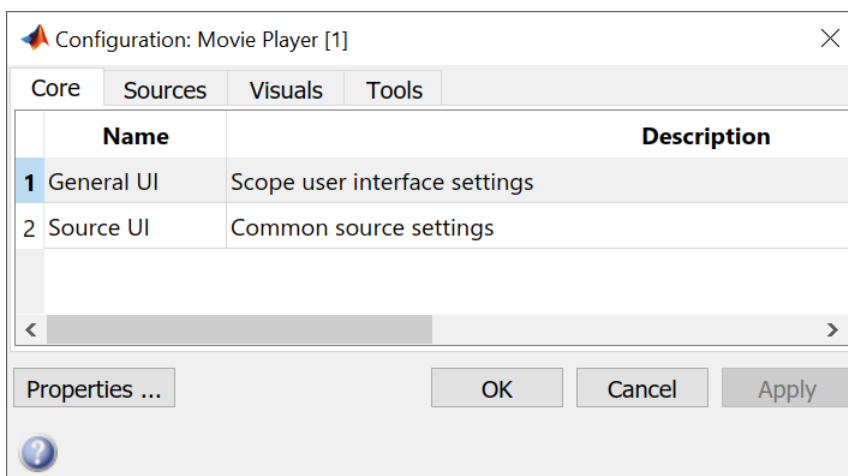 Configuration: Movie Player [1]
Core Sources Visuals Tools
Name Description
1 General UI Scope user interface settings
2 Source UI Common source settings
Properties ... OK Cancel Apply
?